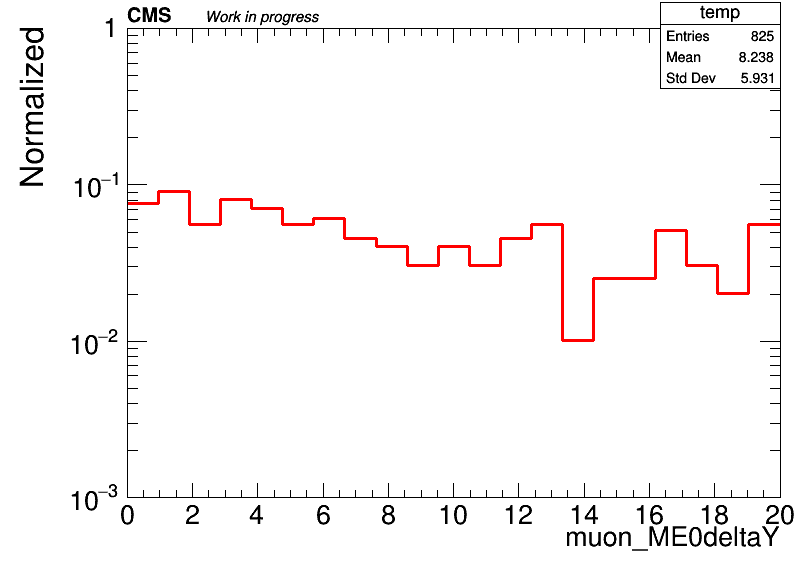 CMS Work in progress
temp
Entries 825
Mean 8.238
Std Dev 5.931
Normalized
1
10⁻¹
10⁻²
10⁻³
0 2 4 6 8 10 12 14 16 18 20
muon_ME0deltaY